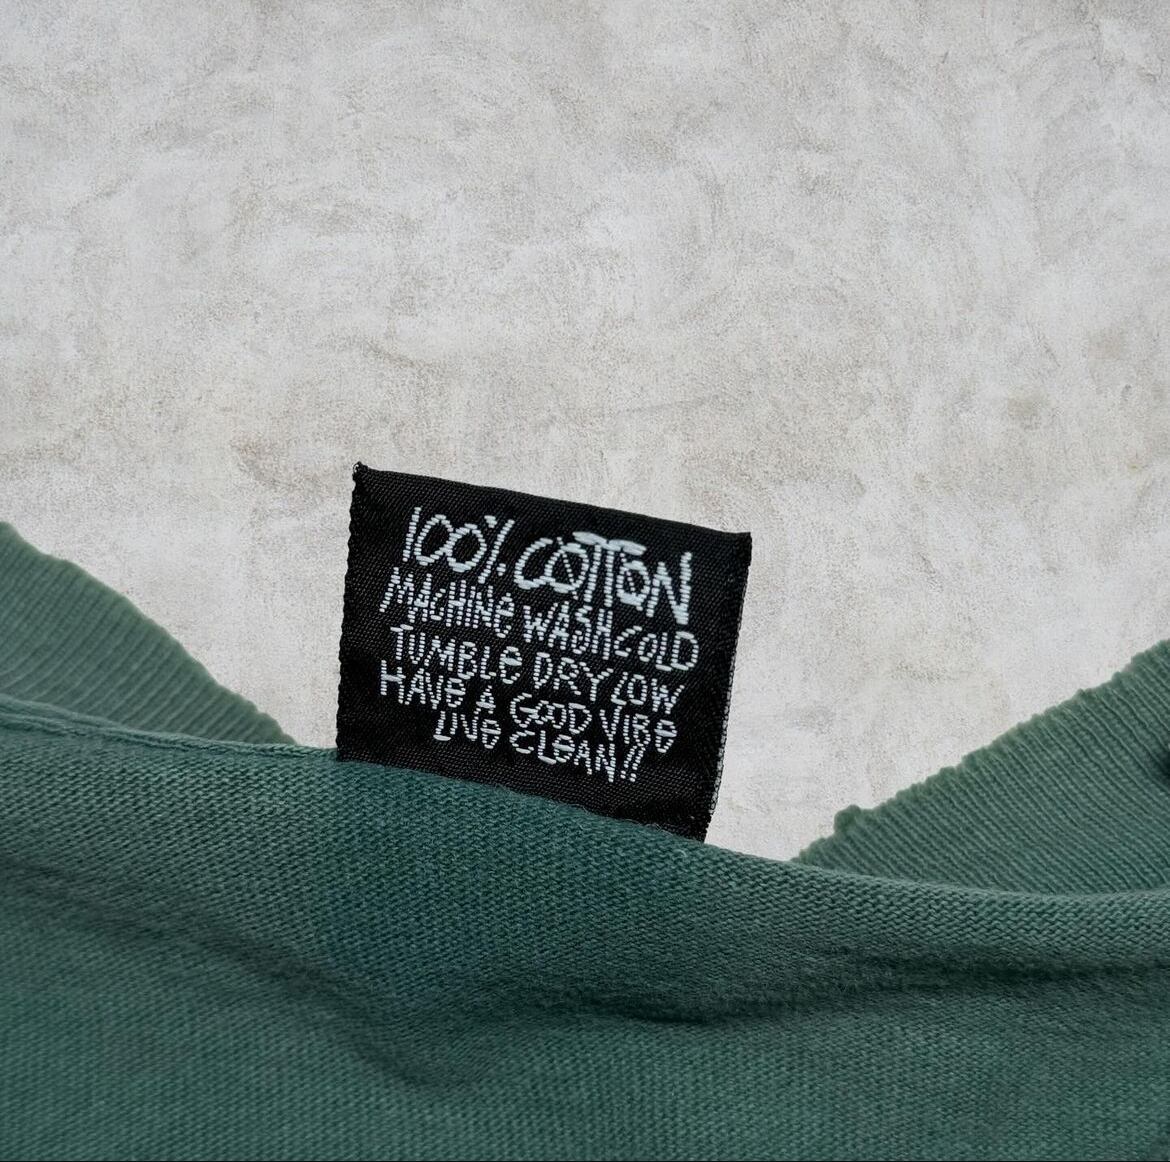 100% COTTON
MACHINE WASH COLD
TUMBLE DRY LOW
HAVE A GOOD VIBE
LIVE CLEAN!!